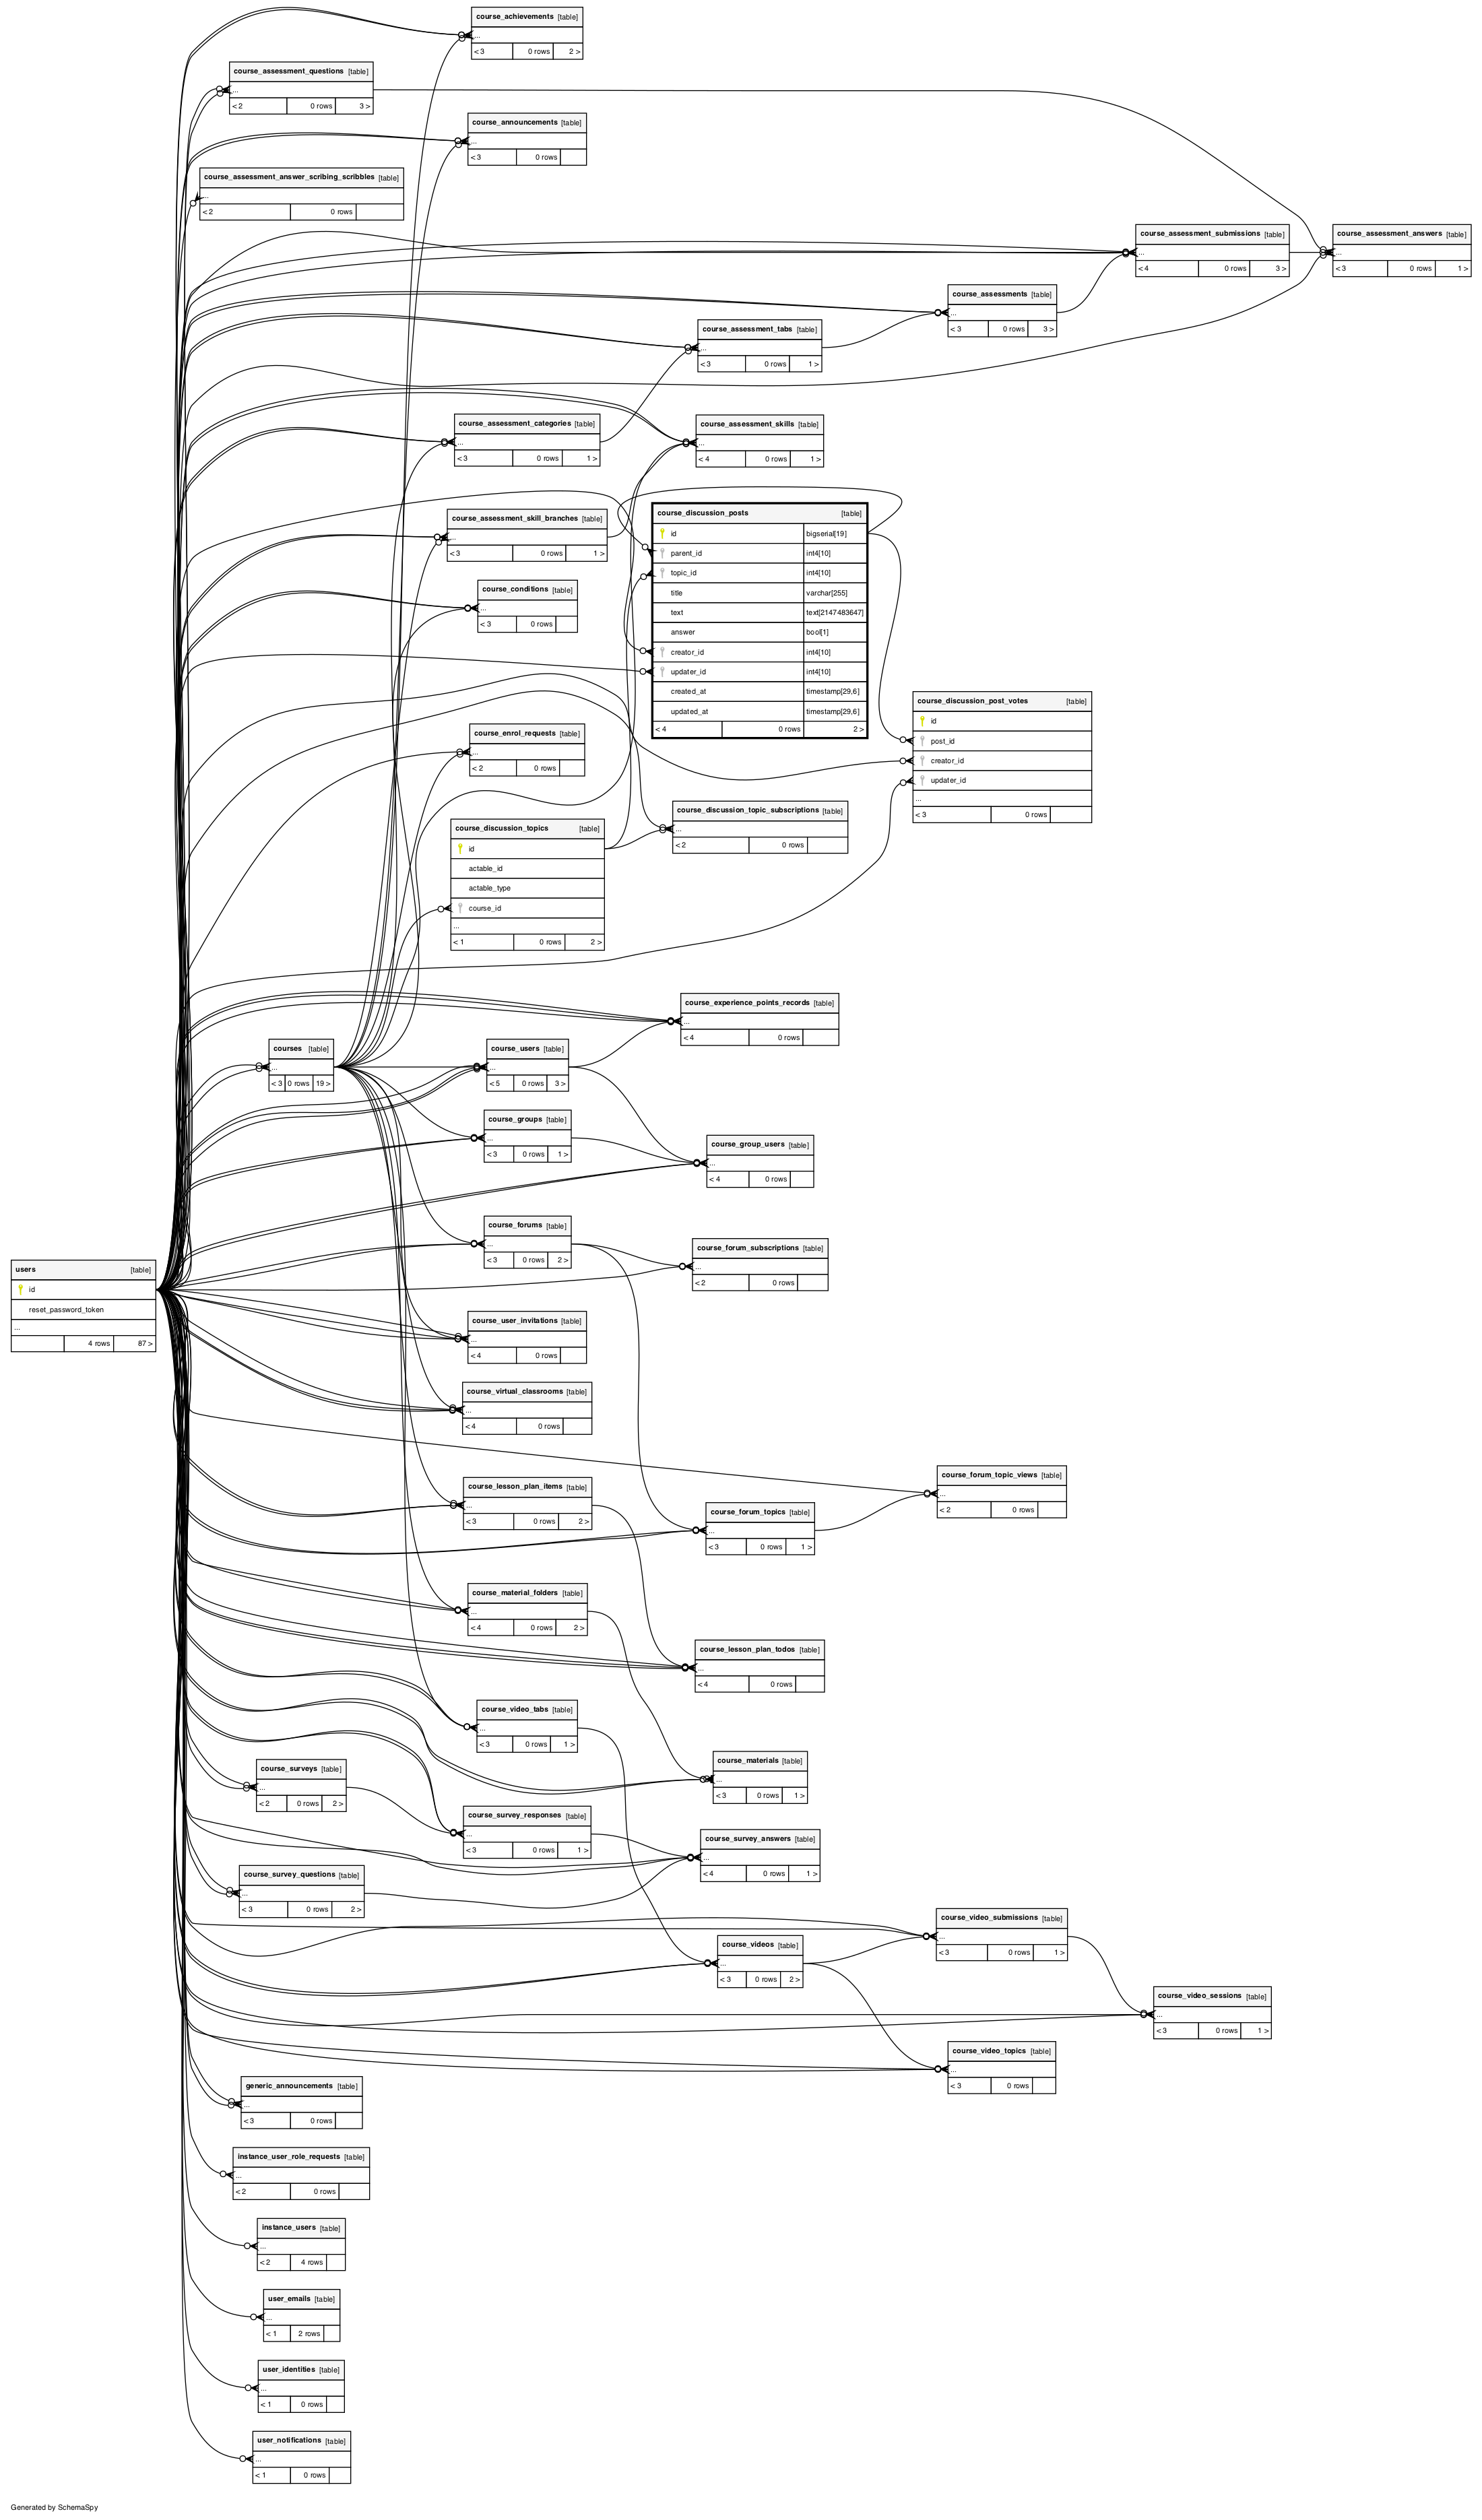 course_achievements [table]
...
< 3 0 rows 2 >
course_assessment_questions [table]
...
< 2 0 rows 3 >
course_announcements [table]
...
< 3 0 rows
course_assessment_answer_scribing_scribbles [table]
...
< 2 0 rows
course_assessment_submissions [table]
...
< 4 0 rows 3 >
course_assessment_answers [table]
...
< 3 0 rows 1 >
course_assessments [table]
...
< 3 0 rows 3 >
course_assessment_tabs [table]
...
< 3 0 rows 1 >
course_assessment_categories [table]
...
< 3 0 rows 1 >
course_assessment_skills [table]
...
< 4 0 rows 1 >
course_assessment_skill_branches [table]
...
< 3 0 rows 1 >
course_discussion_posts [table]
id bigserial[19]
parent_id int4[10]
topic_id int4[10]
title varchar[255]
text text[2147483647]
answer bool[1]
creator_id int4[10]
updater_id int4[10]
created_at timestamp[29,6]
updated_at timestamp[29,6]
< 4 0 rows 2 >
course_conditions [table]
...
< 3 0 rows
course_discussion_post_votes [table]
id
post_id
creator_id
updater_id
...
< 3 0 rows
course_enrol_requests [table]
...
< 2 0 rows
course_discussion_topic_subscriptions [table]
...
< 2 0 rows
course_discussion_topics [table]
id
actable_id
actable_type
course_id
...
< 1 0 rows 2 >
course_experience_points_records [table]
...
< 4 0 rows
courses [table]
...
< 3 0 rows 19 >
course_users [table]
...
< 5 0 rows 3 >
course_groups [table]
...
< 3 0 rows 1 >
course_group_users [table]
...
< 4 0 rows
course_forums [table]
...
< 3 0 rows 2 >
course_forum_subscriptions [table]
...
< 2 0 rows
users [table]
id
reset_password_token
...
4 rows 87 >
course_user_invitations [table]
...
< 4 0 rows
course_virtual_classrooms [table]
...
< 4 0 rows
course_forum_topic_views [table]
...
< 2 0 rows
course_lesson_plan_items [table]
...
< 3 0 rows 2 >
course_forum_topics [table]
...
< 3 0 rows 1 >
course_material_folders [table]
...
< 4 0 rows 2 >
course_lesson_plan_todos [table]
...
< 4 0 rows
course_video_tabs [table]
...
< 3 0 rows 1 >
course_materials [table]
...
< 3 0 rows 1 >
course_surveys [table]
...
< 2 0 rows 2 >
course_survey_responses [table]
...
< 3 0 rows 1 >
course_survey_answers [table]
...
< 4 0 rows 1 >
course_survey_questions [table]
...
< 3 0 rows 2 >
course_video_submissions [table]
...
< 3 0 rows 1 >
course_videos [table]
...
< 3 0 rows 2 >
course_video_sessions [table]
...
< 3 0 rows 1 >
course_video_topics [table]
...
< 3 0 rows
generic_announcements [table]
...
< 3 0 rows
instance_user_role_requests [table]
...
< 2 0 rows
instance_users [table]
...
< 2 4 rows
user_emails [table]
...
< 1 2 rows
user_identities [table]
...
< 1 0 rows
user_notifications [table]
...
< 1 0 rows
Generated by SchemaSpy